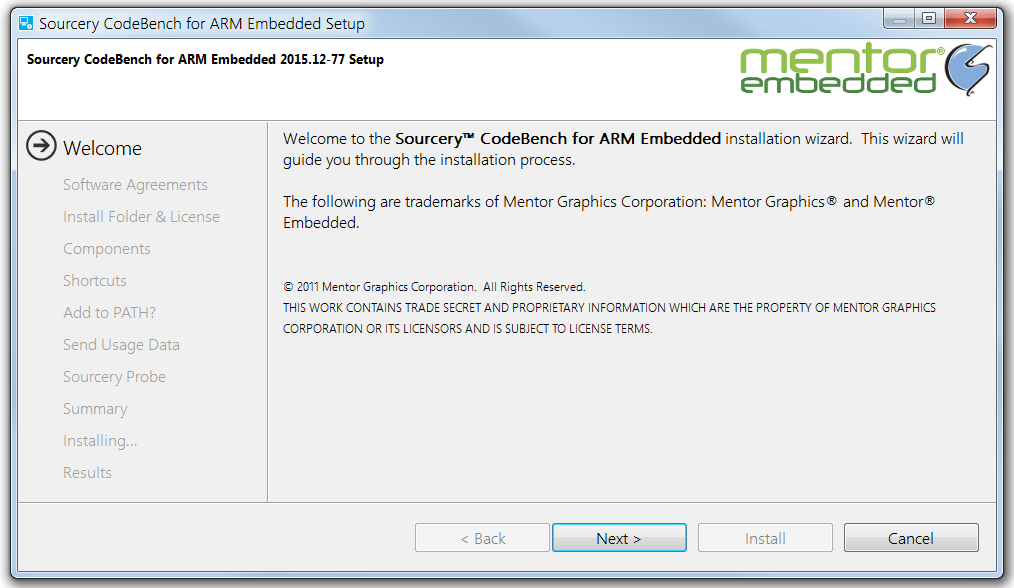 Sourcery CodeBench for ARM Embedded Setup
Sourcery CodeBench for ARM Embedded 2015.12-77 Setup
mentor®
embedded
Welcome
Software Agreements
Install Folder & License
Components
Shortcuts
Add to PATH?
Send Usage Data
Sourcery Probe
Summary
Installing...
Results
Welcome to the Sourcery™ CodeBench for ARM Embedded installation wizard.  This wizard will
guide you through the installation process.
The following are trademarks of Mentor Graphics Corporation: Mentor Graphics® and Mentor®
Embedded.
© 2011 Mentor Graphics Corporation.  All Rights Reserved.
THIS WORK CONTAINS TRADE SECRET AND PROPRIETARY INFORMATION WHICH ARE THE PROPERTY OF MENTOR GRAPHICS
CORPORATION OR ITS LICENSORS AND IS SUBJECT TO LICENSE TERMS.
< Back
Next >
Install
Cancel